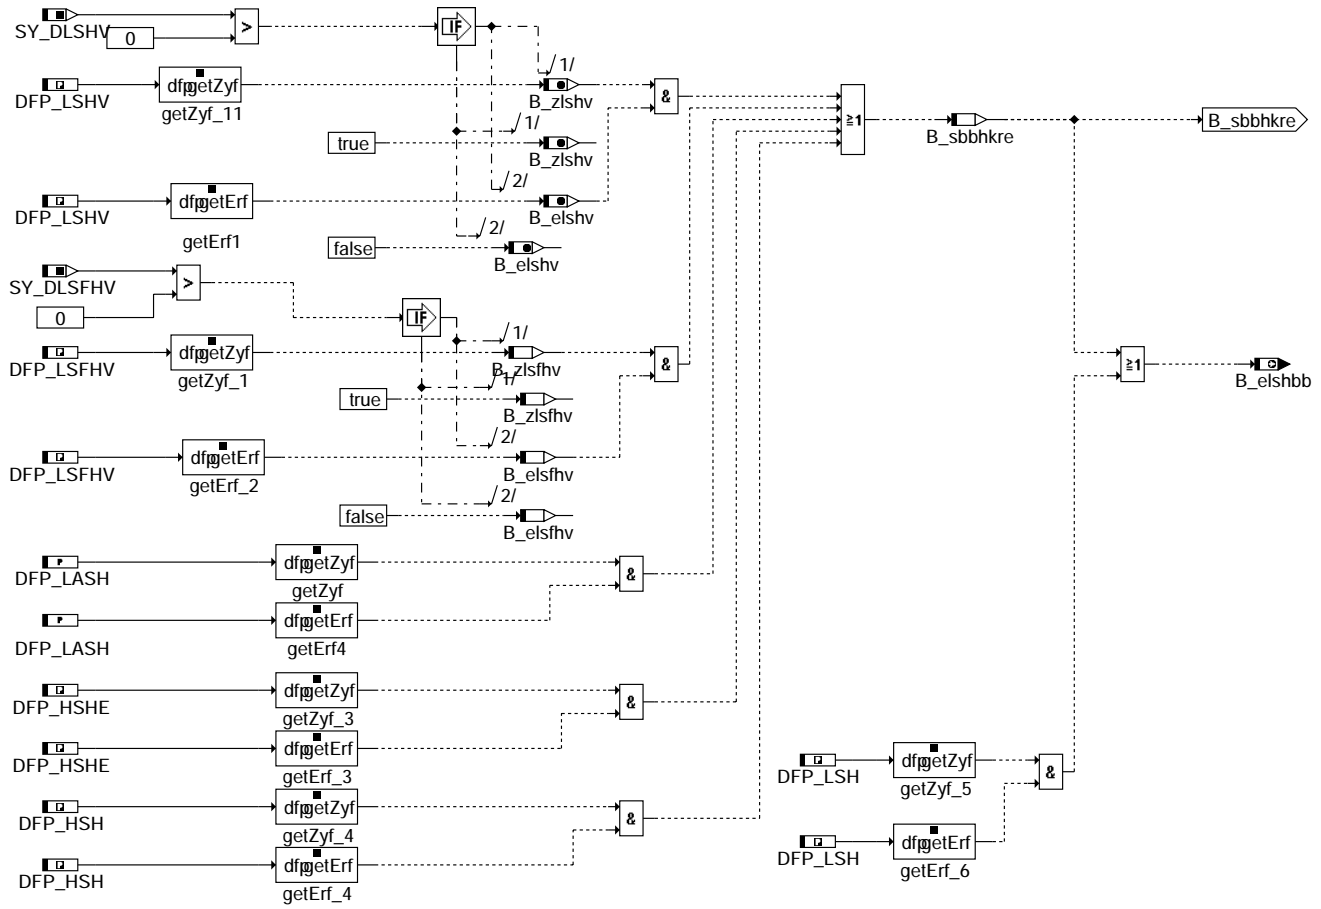 SY_DLSHV
0
>
IF
/1/
DFP_LSHV
dfpgetZyf
getZyf_11
B_zlshv
&
≥1
B_sbbhkre
B_sbbhkre
/1/
true
B_zlshv
/2/
DFP_LSHV
dfpgetErf
getErf1
B_elshv
/2/
false
B_elshv
SY_DLSFHV
>
0
IF
/1/
DFP_LSFHV
dfpgetZyf
getZyf_1
B_zlsfhv
&
≥1
B_elshbb
/1/
true
B_zlsfhv
/2/
DFP_LSFHV
dfpgetErf
getErf_2
B_elsfhv
/2/
false
B_elsfhv
DFP_LASH
dfpgetZyf
getZyf
&
DFP_LASH
dfpgetErf
getErf4
DFP_HSHE
dfpgetZyf
getZyf_3
&
DFP_HSHE
dfpgetErf
getErf_3
DFP_LSH
dfpgetZyf
getZyf_5
&
DFP_HSH
dfpgetZyf
getZyf_4
&
DFP_LSH
dfpgetErf
getErf_6
DFP_HSH
dfpgetErf
getErf_4